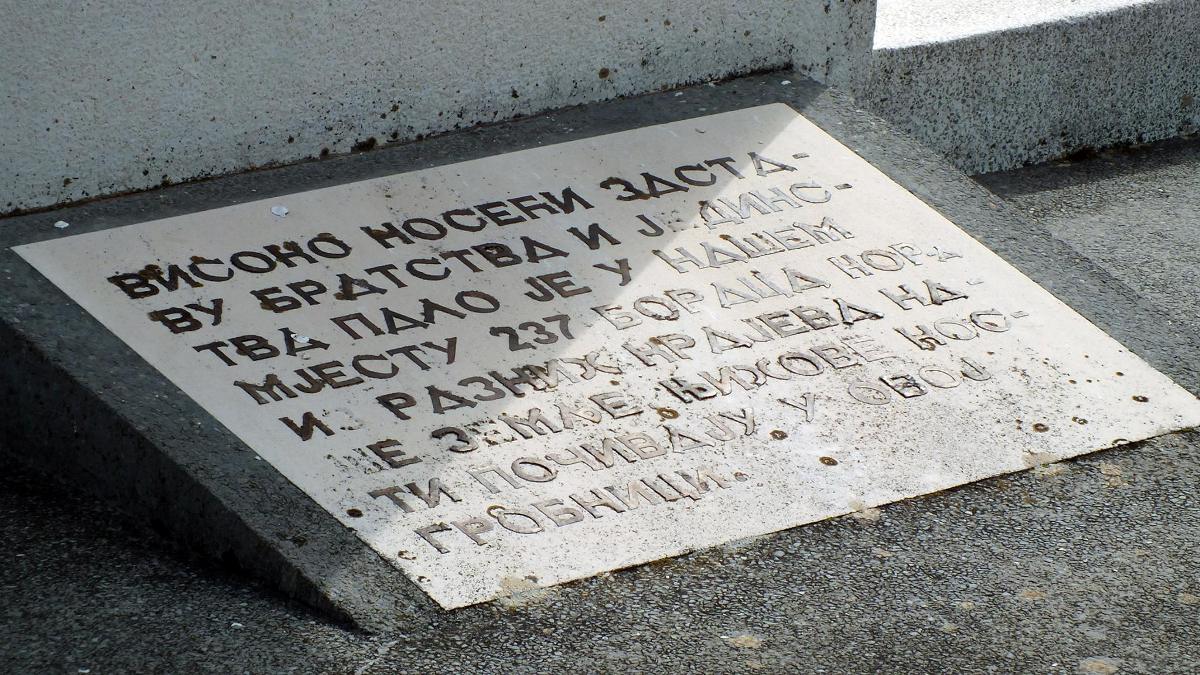 ВИСОКО НОСЕЋИ ЗАСТА-
ВУ БРАТСТВА И ЈЕДИНС-
ТВА ПАЛО ЈЕ У НАШЕМ
МЈЕСТУ 237 БОРАЦА НОР-А
ИЗ РАЗНИХ КРАЈЕВА НА-
ШЕ ЗЕМЉЕ ЊИХОВЕ КОС-
ТИ ПОЧИВАЈУ У ОВОЈ
ГРОБНИЦИ.